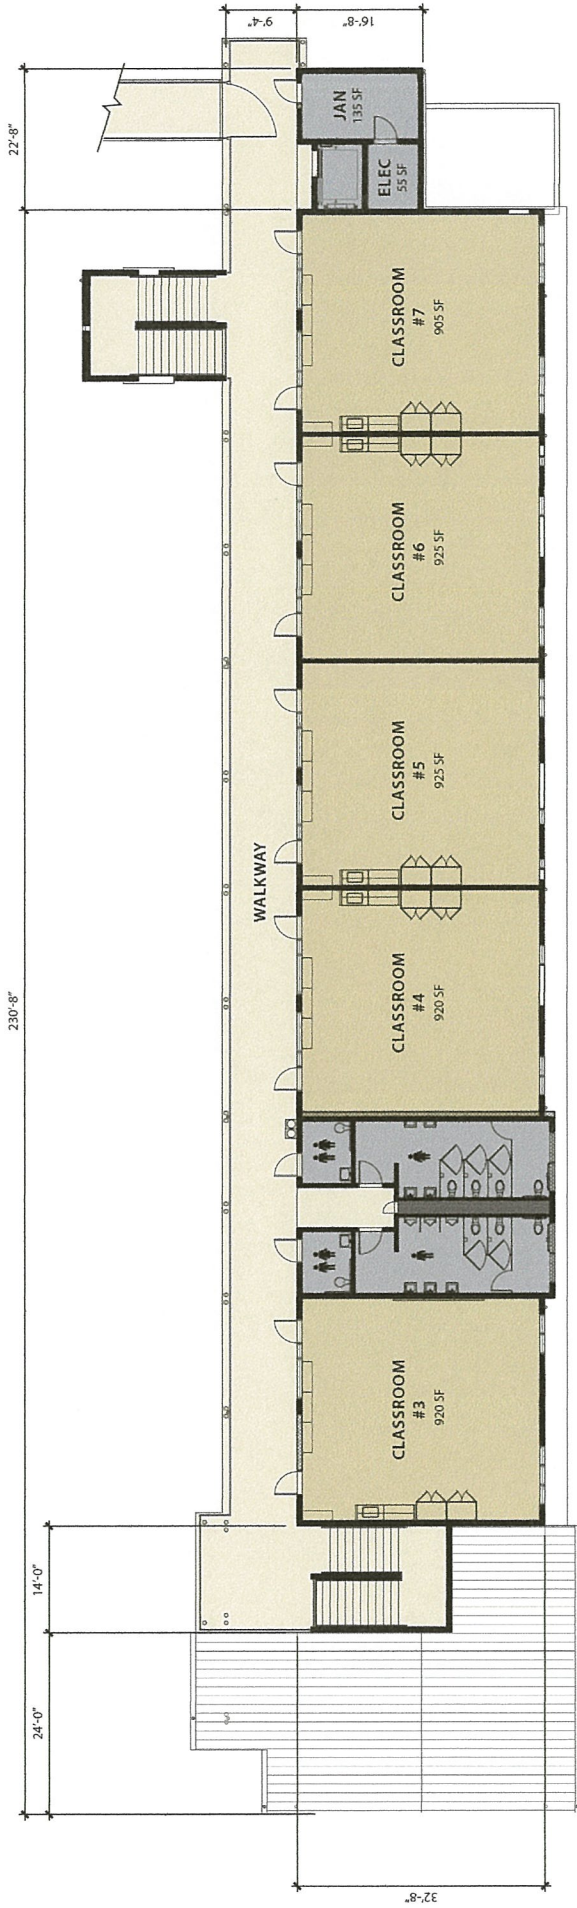 230'-8"
22'-8"
24'-0"
14'-0"
9'-4"
16'-8"
32'-8"
WALKWAY
CLASSROOM
#3
920 SF
CLASSROOM
#4
920 SF
CLASSROOM
#5
925 SF
CLASSROOM
#6
925 SF
CLASSROOM
#7
905 SF
JAN
135 SF
ELEC
55 SF